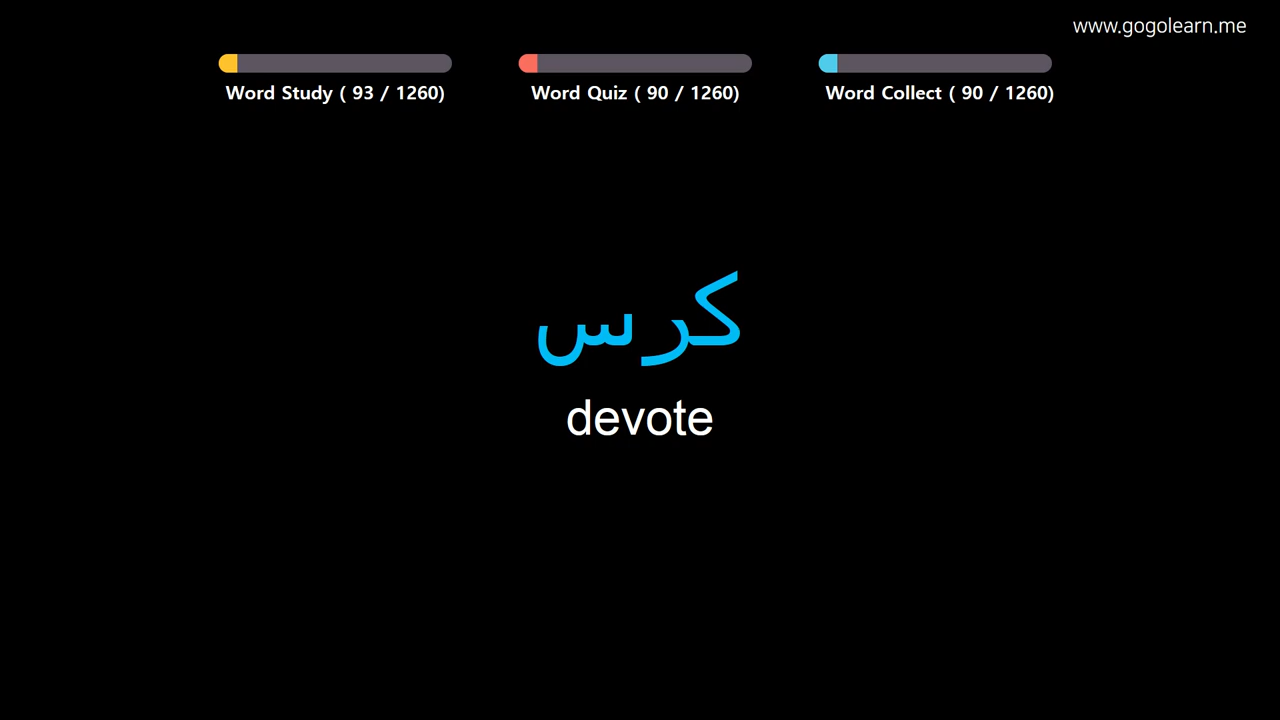 www.gogolearn.me
Word Study ( 93 / 1260)
Word Quiz ( 90 / 1260)
Word Collect ( 90 / 1260)
كرس
devote